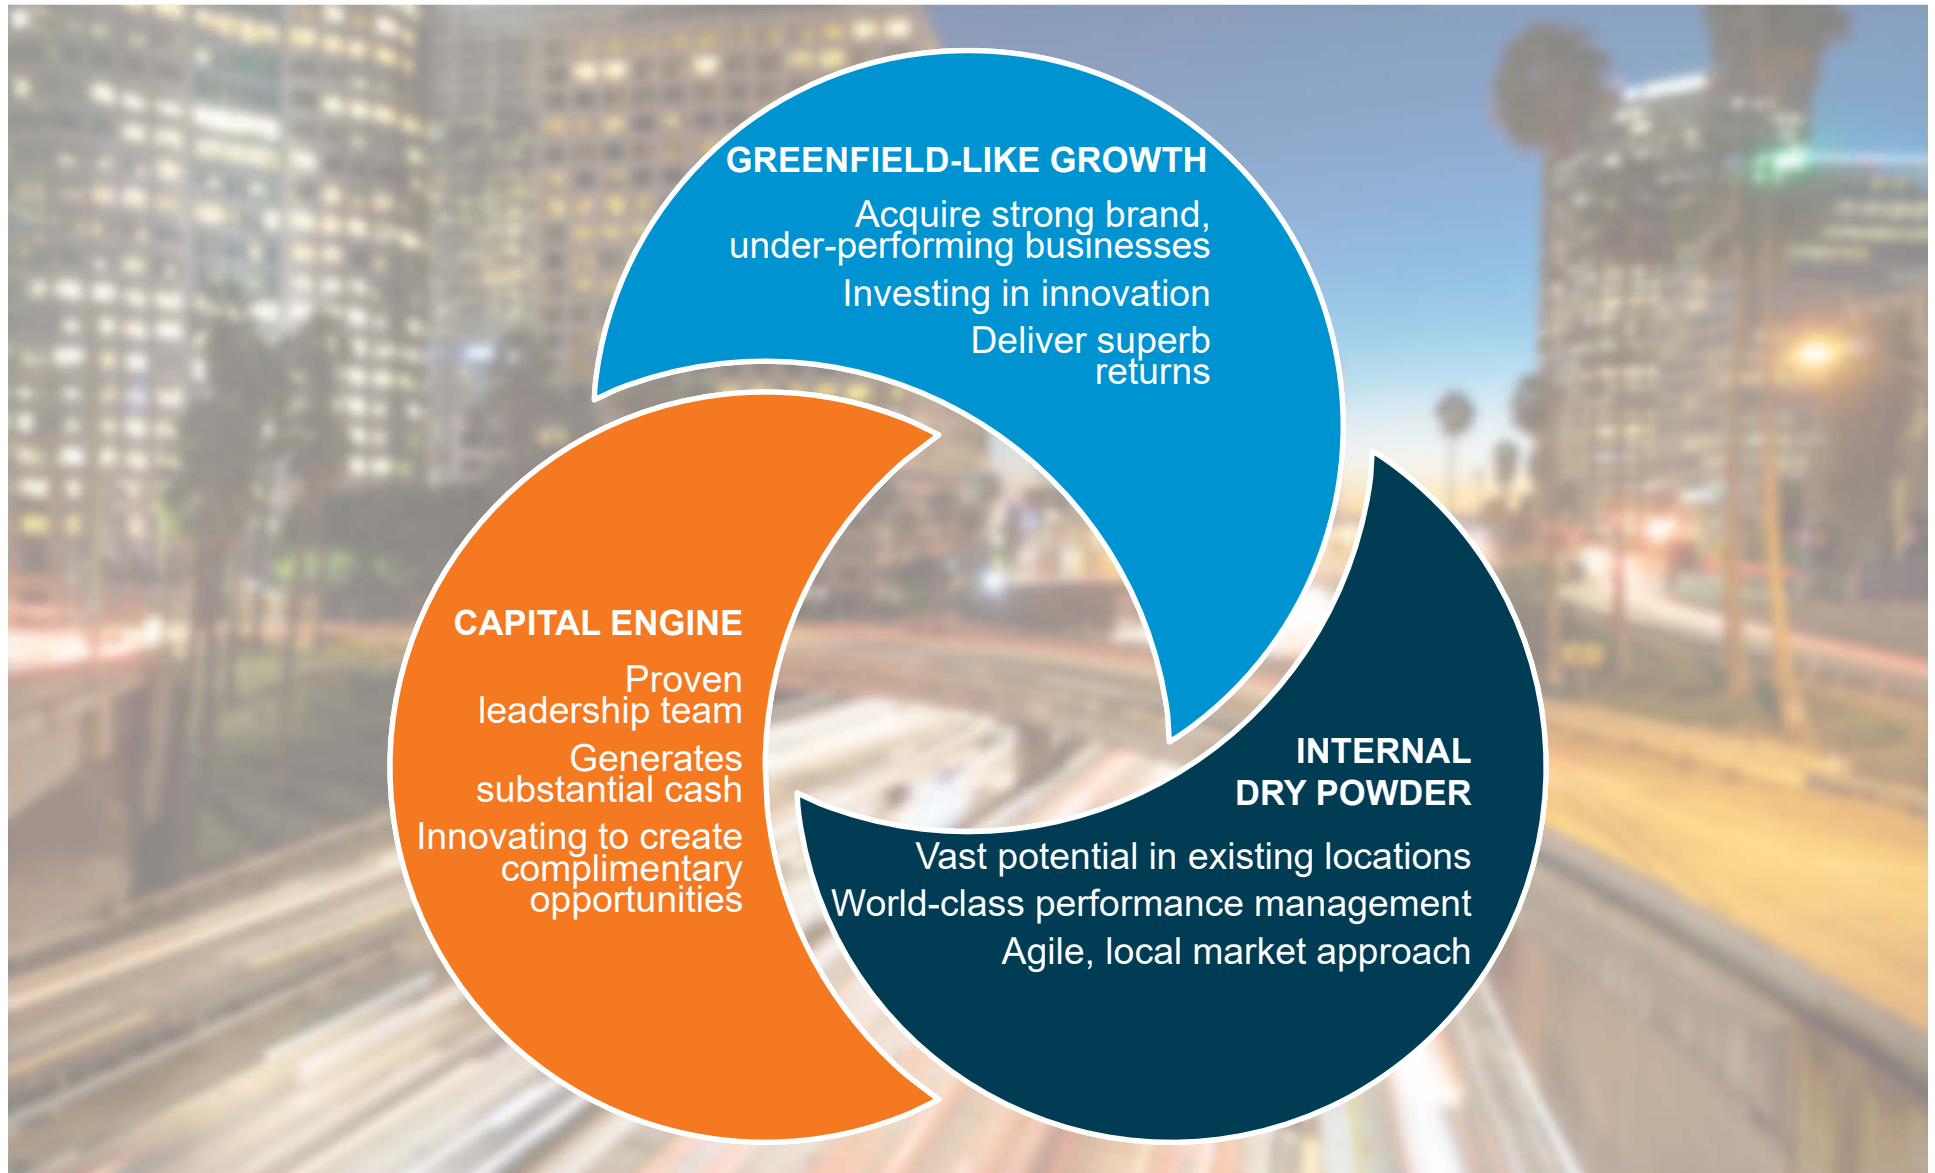 GREENFIELD-LIKE GROWTH
Acquire strong brand,
under-performing businesses
Investing in innovation
Deliver superb
returns
CAPITAL ENGINE
Proven
leadership team
Generates
substantial cash
Innovating to create
complimentary
opportunities
INTERNAL
DRY POWDER
Vast potential in existing locations
World-class performance management
Agile, local market approach